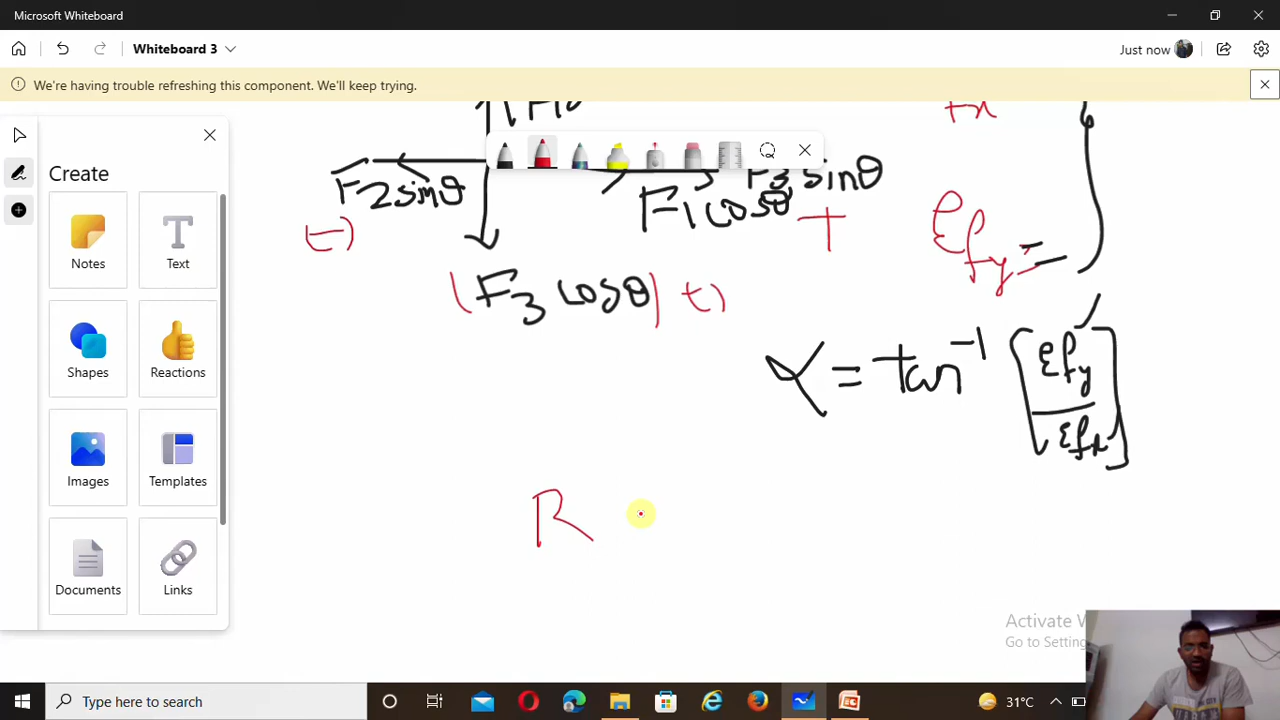 Microsoft Whiteboard
Whiteboard 3
Just now
We're having trouble refreshing this component. We'll keep trying.
Create
Notes
Text
Shapes
Reactions
Images
Templates
Documents
Links
+x
F2 sinθ
F3 sinθ
F1 cosθ
(-)
+
Σfy =
(F3 cosθ) (-)
α = tan⁻¹ [Σfy / Σfx]
R
Activate
Go to Setting
Type here to search
31°C